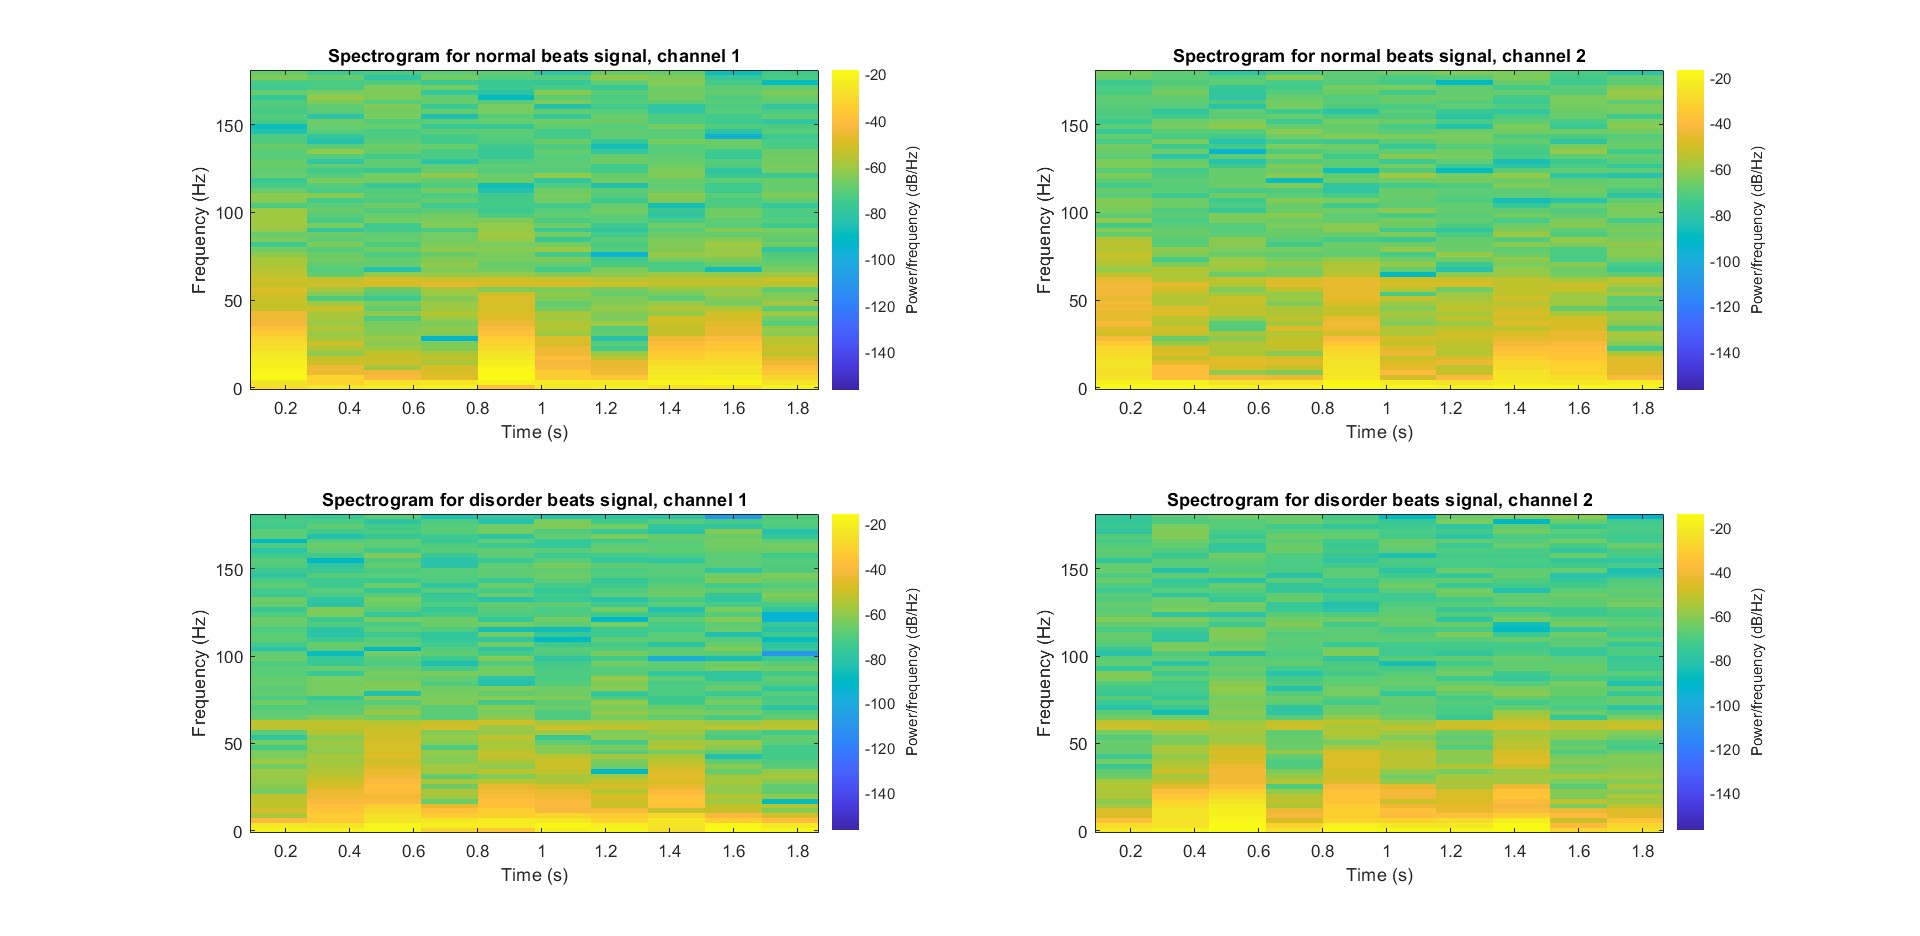 Spectrogram for normal beats signal, channel 1
150
100
50
0
Frequency (Hz)
0.2 0.4 0.6 0.8 1 1.2 1.4 1.6 1.8
Time (s)
-20
-40
-60
-80
-100
-120
-140
Power/frequency (dB/Hz)
Spectrogram for normal beats signal, channel 2
150
100
50
0
Frequency (Hz)
0.2 0.4 0.6 0.8 1 1.2 1.4 1.6 1.8
Time (s)
-20
-40
-60
-80
-100
-120
-140
Power/frequency (dB/Hz)
Spectrogram for disorder beats signal, channel 1
150
100
50
0
Frequency (Hz)
0.2 0.4 0.6 0.8 1 1.2 1.4 1.6 1.8
Time (s)
-20
-40
-60
-80
-100
-120
-140
Power/frequency (dB/Hz)
Spectrogram for disorder beats signal, channel 2
150
100
50
0
Frequency (Hz)
0.2 0.4 0.6 0.8 1 1.2 1.4 1.6 1.8
Time (s)
-20
-40
-60
-80
-100
-120
-140
Power/frequency (dB/Hz)